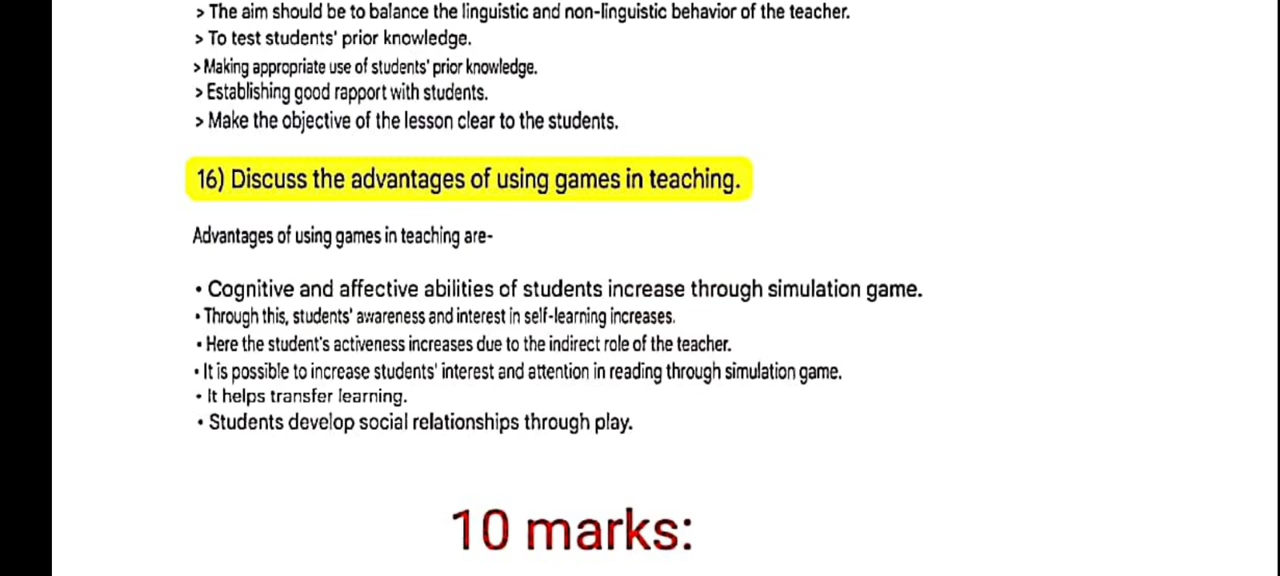 > The aim should be to balance the linguistic and non-linguistic behavior of the teacher.
> To test students' prior knowledge.
> Making appropriate use of students' prior knowledge.
> Establishing good rapport with students.
> Make the objective of the lesson clear to the students.
16) Discuss the advantages of using games in teaching.
Advantages of using games in teaching are-
• Cognitive and affective abilities of students increase through simulation game.
• Through this, students' awareness and interest in self-learning increases.
• Here the student's activeness increases due to the indirect role of the teacher.
• It is possible to increase students' interest and attention in reading through simulation game.
• It helps transfer learning.
• Students develop social relationships through play.
10 marks: